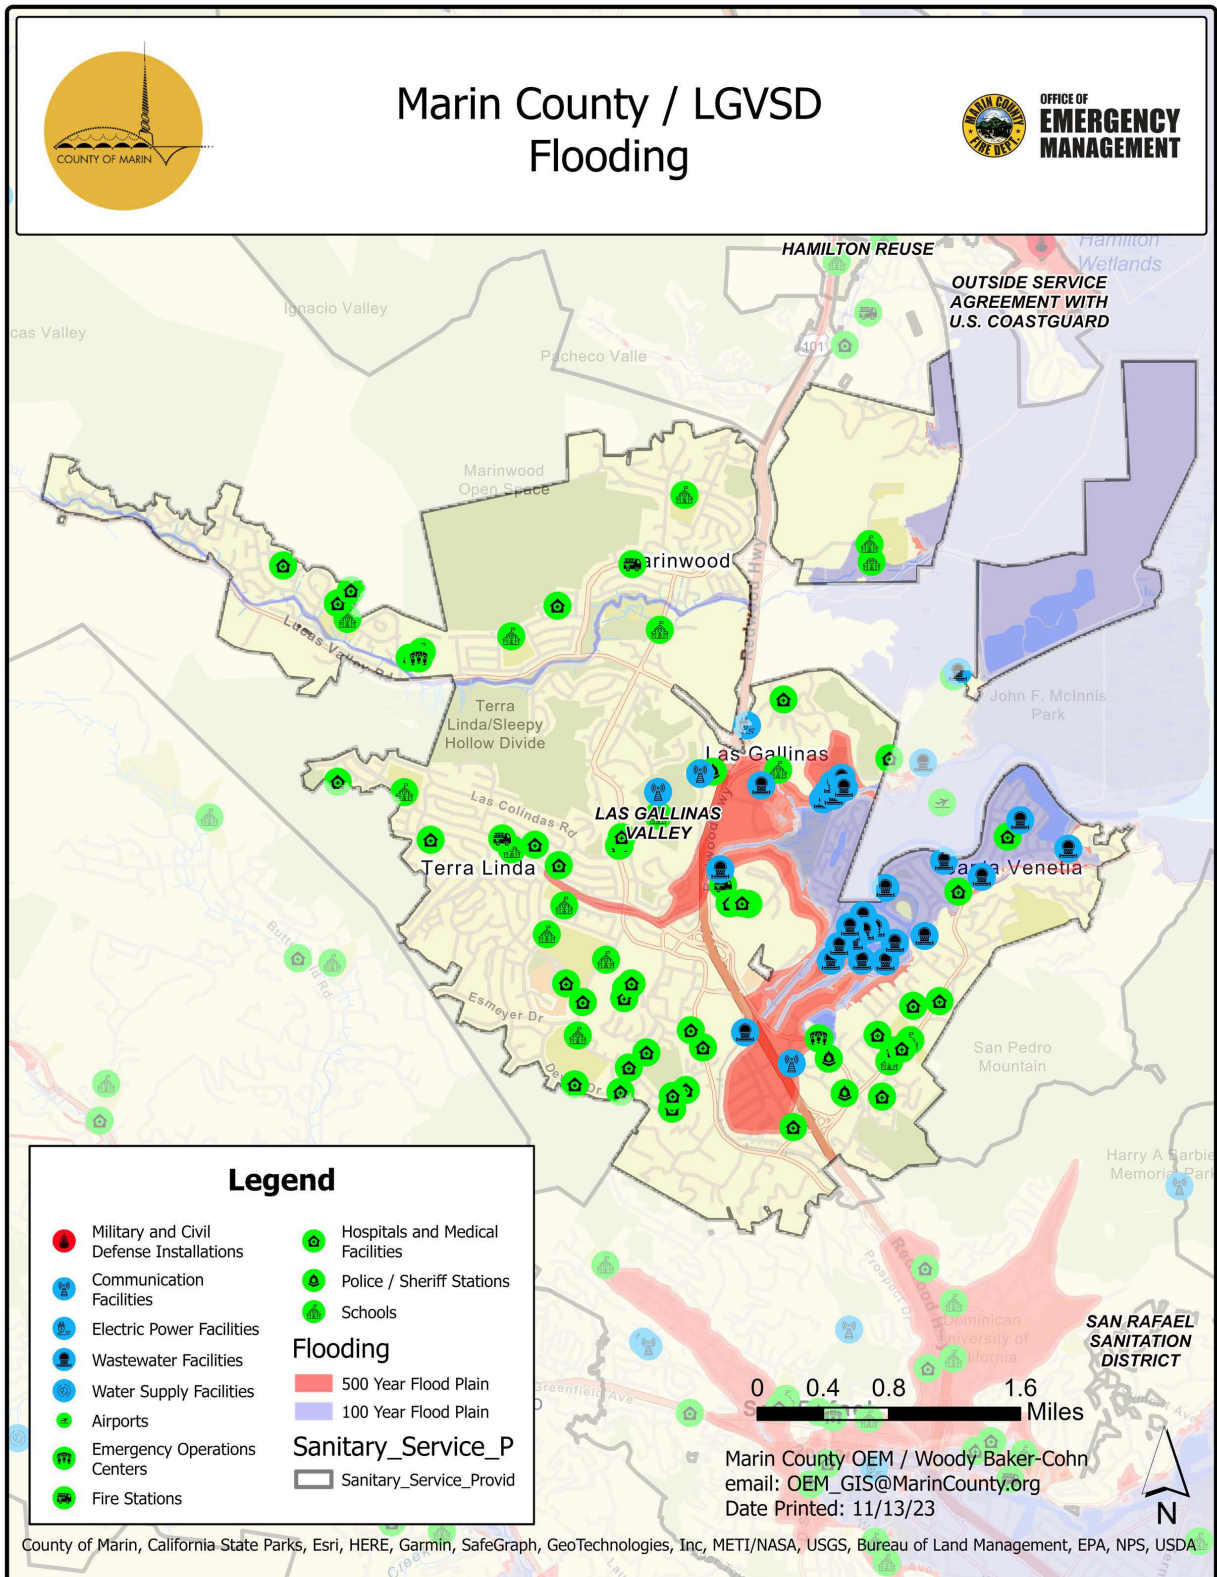 Marin County / LGVSD
Flooding
COUNTY OF MARIN
MARIN COUNTY
FIRE DEPT.
OFFICE OF
EMERGENCY
MANAGEMENT
HAMILTON REUSE
Hamilton
Wetlands
OUTSIDE SERVICE
AGREEMENT WITH
U.S. COASTGUARD
Ignacio Valley
cas Valley
101
Pacheco Valle
Marinwood
Open Space
arinwood
Redwood Hwy
Lucas Valley Rd
John F. McInnis
Park
Terra
Linda/Sleepy
Hollow Divide
Las Gallinas
Las Colindas Rd
LAS GALLINAS
VALLEY
Terra Linda
anta Venetia
Esmeyer Dr
San Pedro
Mountain
Harry A Barbie
Memorial Park
Prospect Dr
Redwood H
Dominican
University of
lifornia
SAN RAFAEL
SANITATION
DISTRICT
Greenfield Ave
Legend
Military and Civil
Defense Installations
Communication
Facilities
Electric Power Facilities
Wastewater Facilities
Water Supply Facilities
Airports
Emergency Operations
Centers
Fire Stations
Hospitals and Medical
Facilities
Police / Sheriff Stations
Schools
Flooding
500 Year Flood Plain
100 Year Flood Plain
Sanitary_Service_P
Sanitary_Service_Provid
0 0.4 0.8 1.6
Miles
Marin County OEM / Woody Baker-Cohn
email: OEM_GIS@MarinCounty.org
Date Printed: 11/13/23
N
County of Marin, California State Parks, Esri, HERE, Garmin, SafeGraph, GeoTechnologies, Inc, METI/NASA, USGS, Bureau of Land Management, EPA, NPS, USDA